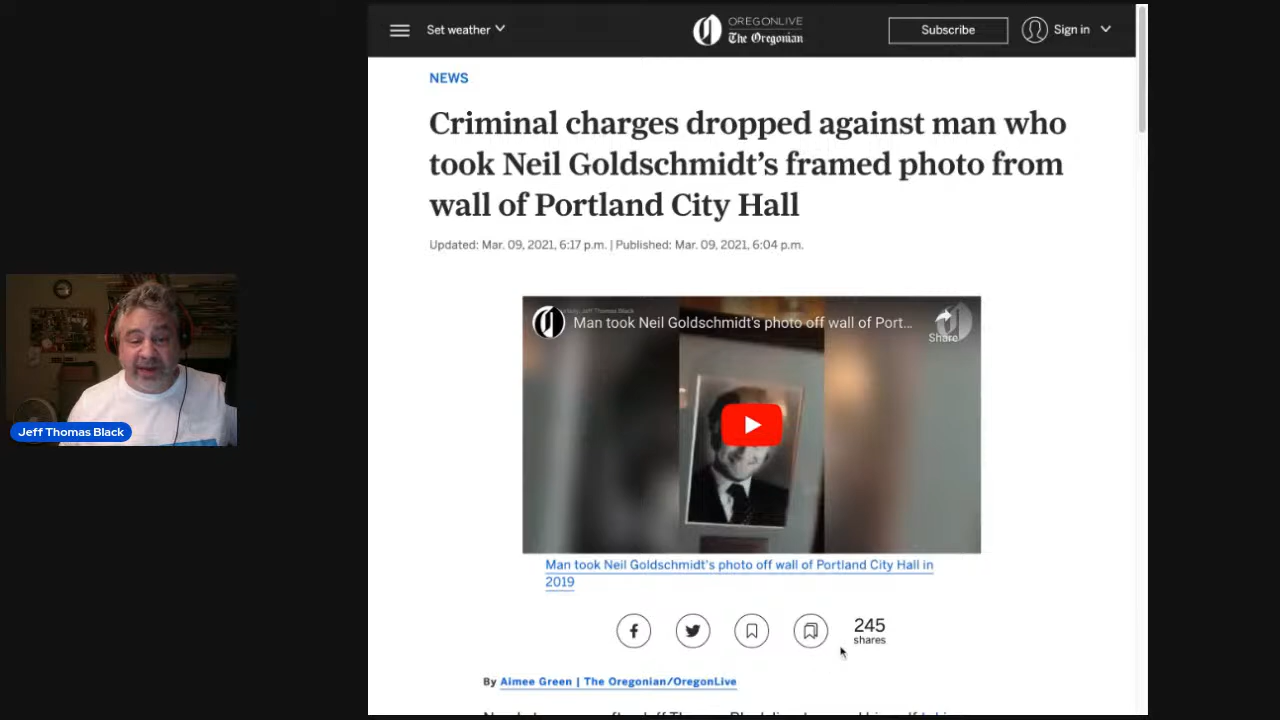 Set weather
OREGONLIVE
The Oregonian
Subscribe
Sign in
NEWS
Criminal charges dropped against man who
took Neil Goldschmidt's framed photo from
wall of Portland City Hall
Updated: Mar. 09, 2021, 6:17 p.m. | Published: Mar. 09, 2021, 6:04 p.m.
Jeff Thomas Black
Man took Neil Goldschmidt's photo off wall of Port...
Share
Jeff Thomas Black
Man took Neil Goldschmidt's photo off wall of Portland City Hall in
2019
245
shares
By Aimee Green | The Oregonian/OregonLive